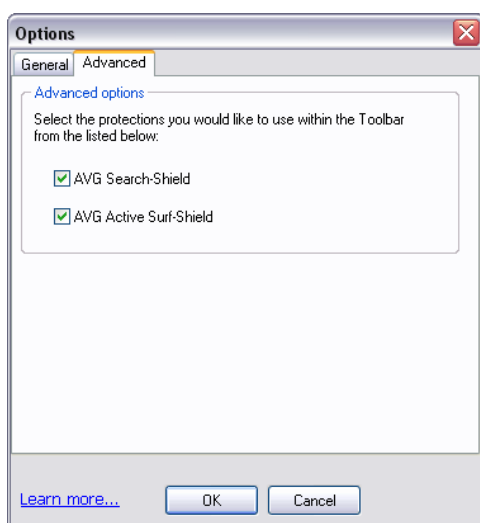 Options
General Advanced
Advanced options
Select the protections you would like to use within the Toolbar
from the listed below:
AVG Search-Shield
AVG Active Surf-Shield
Learn more... OK Cancel